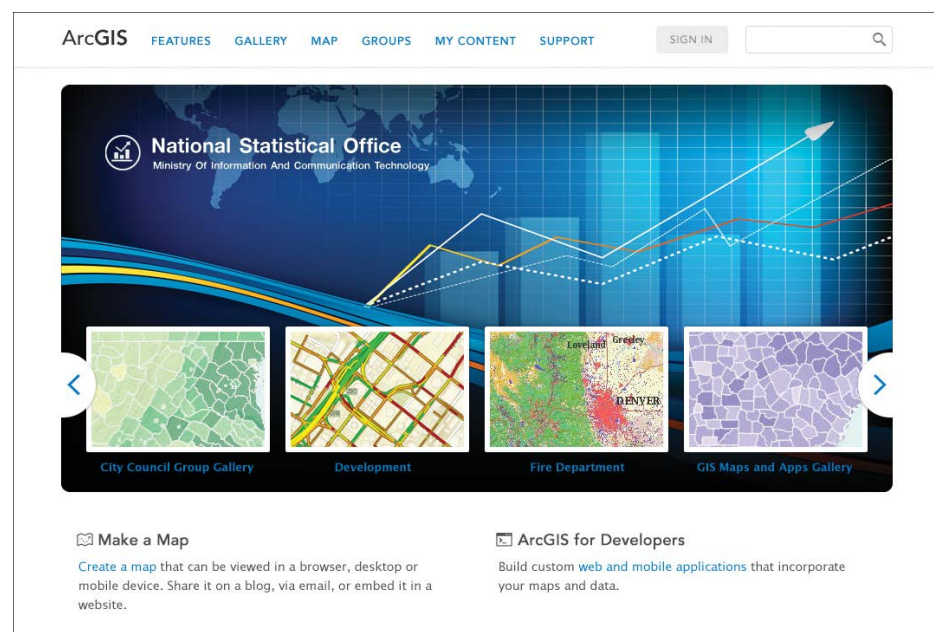 ArcGIS FEATURES GALLERY MAP GROUPS MY CONTENT SUPPORT SIGN IN
National Statistical Office
Ministry Of Information And Communication Technology
Loveland Greeley
DENVER
City Council Group Gallery Development Fire Department GIS Maps and Apps Gallery
Make a Map
Create a map that can be viewed in a browser, desktop or
mobile device. Share it on a blog, via email, or embed it in a
website.
ArcGIS for Developers
Build custom web and mobile applications that incorporate
your maps and data.